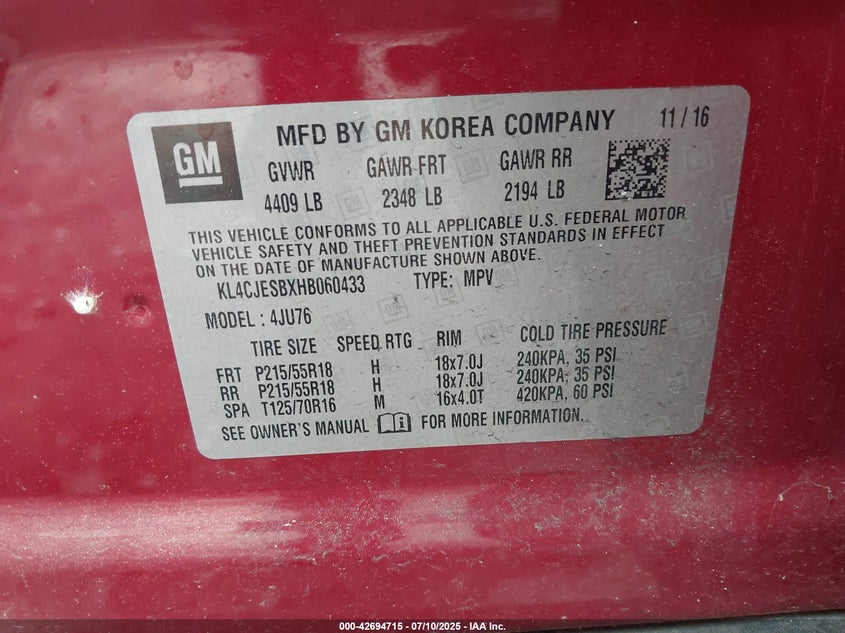 GM
MFD BY GM KOREA COMPANY 11 / 16
GVWR GAWR FRT GAWR RR
4409 LB 2348 LB 2194 LB
THIS VEHICLE CONFORMS TO ALL APPLICABLE U.S. FEDERAL MOTOR
VEHICLE SAFETY AND THEFT PREVENTION STANDARDS IN EFFECT
ON THE DATE OF MANUFACTURE SHOWN ABOVE.
KL4CJESBXHB060433 TYPE: MPV
MODEL : 4JU76
TIRE SIZE SPEED RTG RIM COLD TIRE PRESSURE
FRT P215/55R18 H 18x7.0J 240KPA, 35 PSI
RR P215/55R18 H 18x7.0J 240KPA, 35 PSI
SPA T125/70R16 M 16x4.0T 420KPA, 60 PSI
SEE OWNER'S MANUAL FOR MORE INFORMATION.
000-42694715 - 07/10/2025 - IAA Inc.